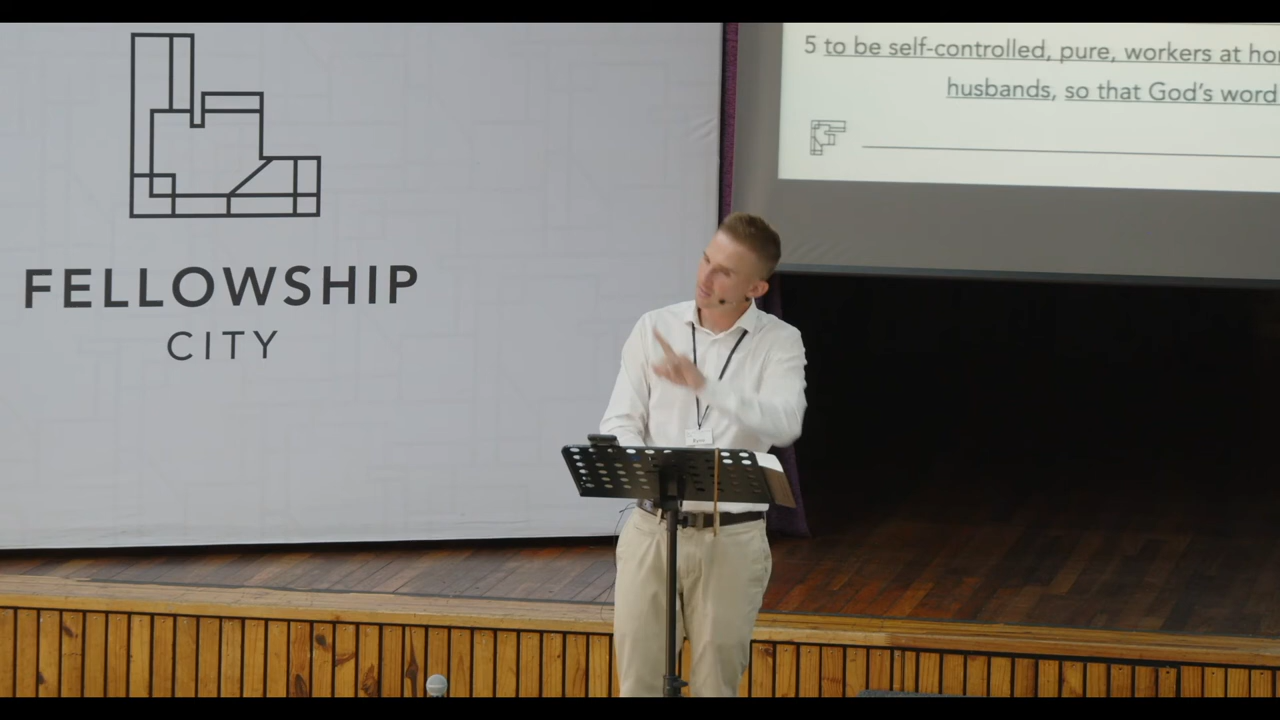 FELLOWSHIP
CITY
5 to be self-controlled, pure, workers at
husbands, so that God's word